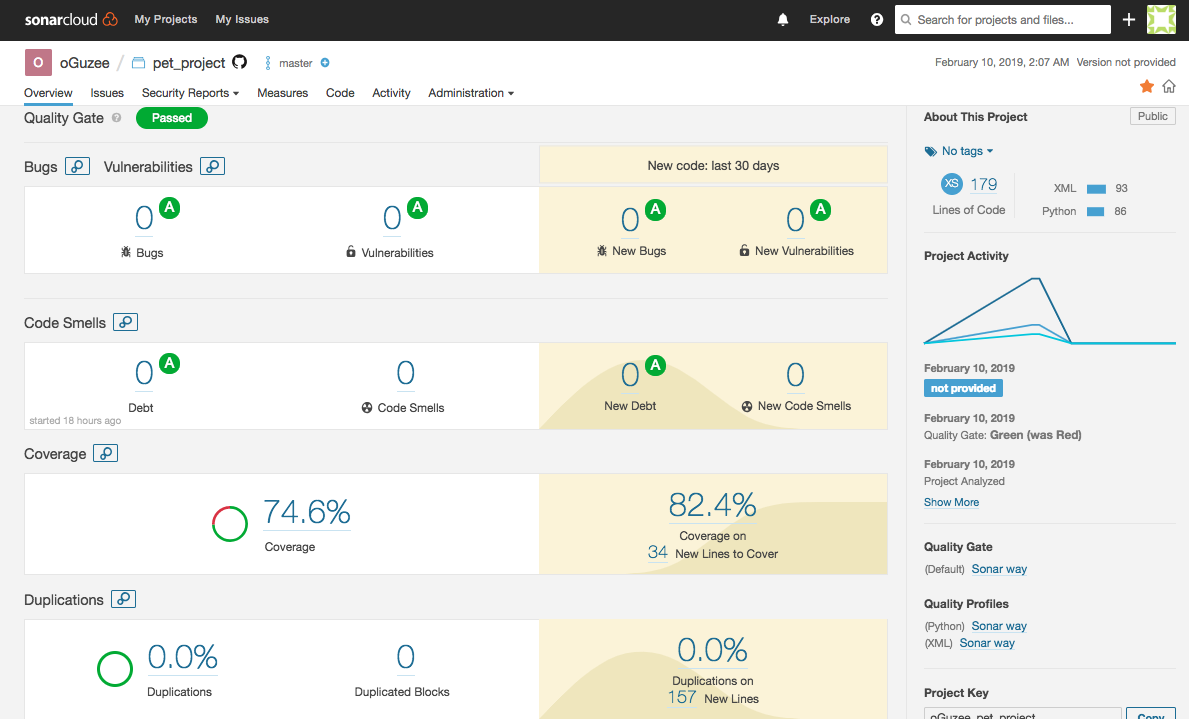 sonarcloud My Projects My Issues Explore ? Search for projects and files... +
O oGuzee / pet_project master February 10, 2019, 2:07 AM Version not provided
Overview Issues Security Reports Measures Code Activity Administration
Quality Gate ? Passed
Bugs Vulnerabilities New code: last 30 days
0 A 0 A 0 A 0 A
Bugs Vulnerabilities New Bugs New Vulnerabilities
Code Smells
0 A 0 0 A 0
Debt Code Smells New Debt New Code Smells
started 18 hours ago
Coverage
74.6% 82.4%
Coverage Coverage on
34 New Lines to Cover
Duplications
0.0% 0 0.0%
Duplications Duplicated Blocks Duplications on
157 New Lines
About This Project Public
No tags
XS 179 XML 93
Lines of Code Python 86
Project Activity
February 10, 2019
not provided
February 10, 2019
Quality Gate: Green (was Red)
February 10, 2019
Project Analyzed
Show More
Quality Gate
(Default) Sonar way
Quality Profiles
(Python) Sonar way
(XML) Sonar way
Project Key
oGuzee_pet_project Copy